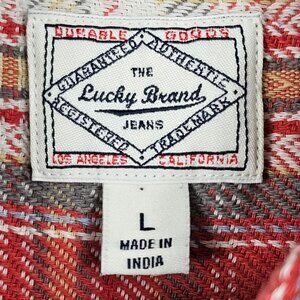 DURABLE GOODS
GUARANTEED AUTHENTIC
THE
Lucky Brand
JEANS
REGISTERED TRADEMARK
LOS ANGELES CALIFORNIA
L
MADE IN
INDIA